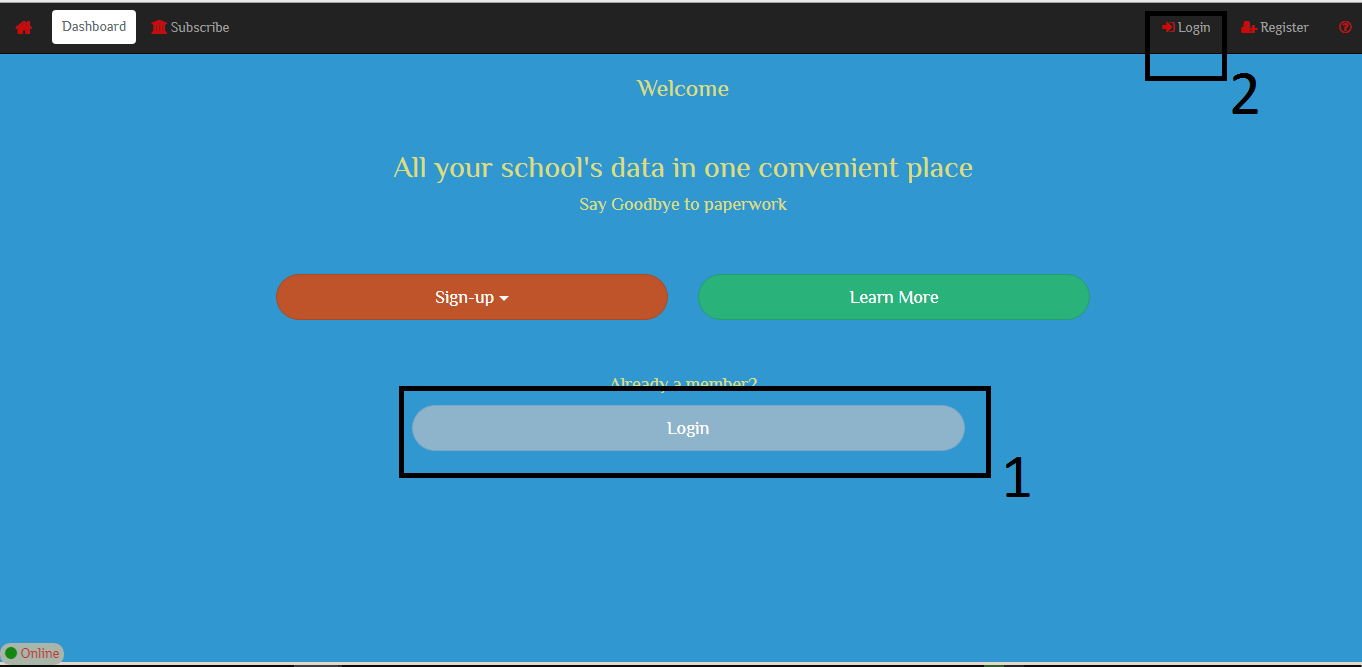 Dashboard Subscribe Login Register
2
Welcome
All your school's data in one convenient place
Say Goodbye to paperwork
Sign-up Learn More
Already a member?
Login
1
Online